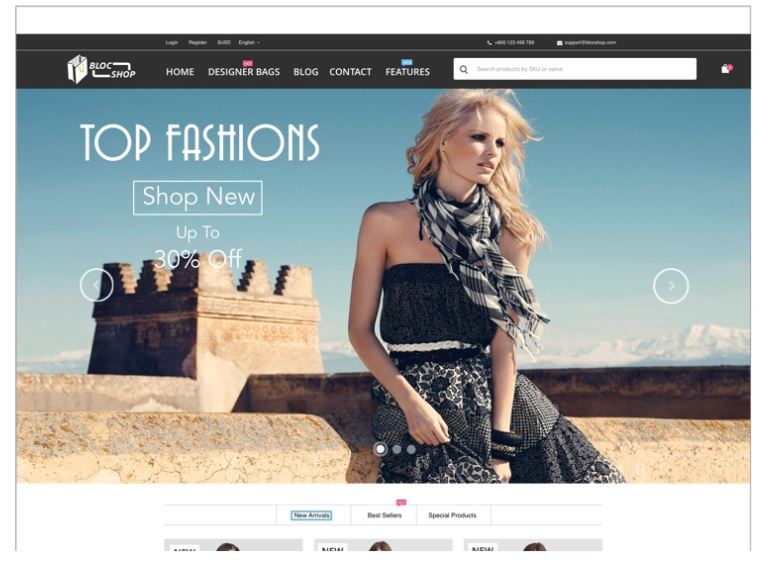 Login Register $USD English
+800 123 456 789 support@blocshop.com
BLOC SHOP
HOME DESIGNER BAGS BLOG CONTACT FEATURES
HOT
Search products by SKU or name
TOP FASHIONS
Shop New
Up To
30% Off
HOT
New Arrivals Best Sellers Special Products
NEW NEW NEW